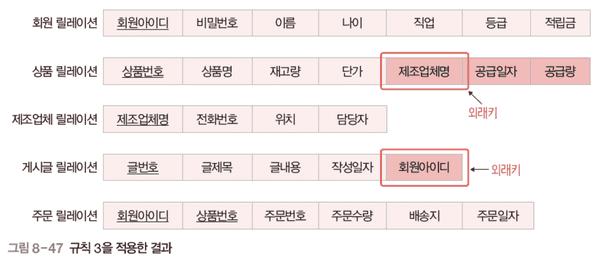 회원 릴레이션 회원아이디 비밀번호 이름 나이 직업 등급 적립금
상품 릴레이션 상품번호 상품명 재고량 단가 제조업체명 공급일자 공급량
외래키
제조업체 릴레이션 제조업체명 전화번호 위치 담당자
게시글 릴레이션 글번호 글제목 글내용 작성일자 회원아이디 외래키
주문 릴레이션 회원아이디 상품번호 주문번호 주문수량 배송지 주문일자
그림 8-47 규칙 3을 적용한 결과